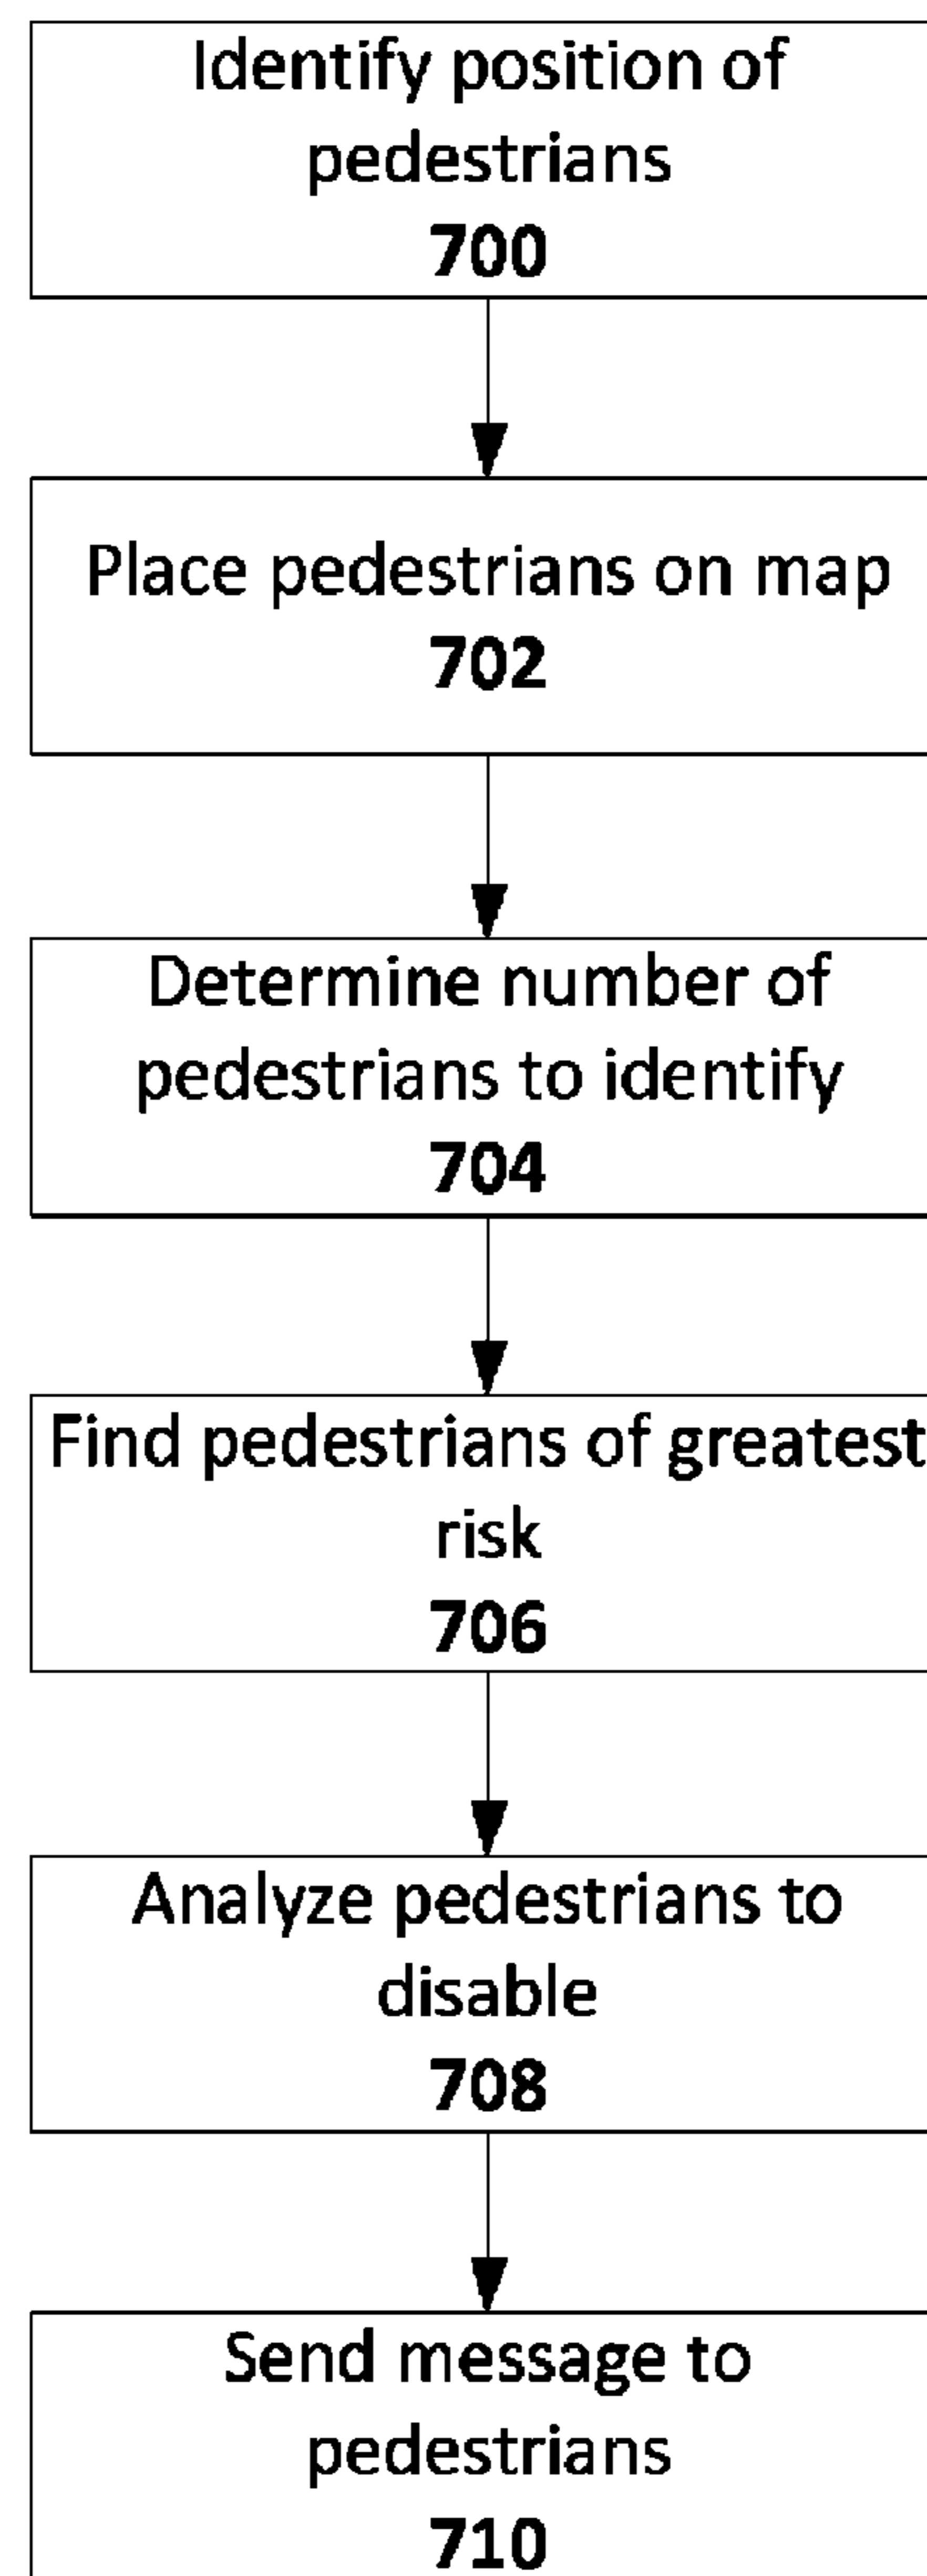 Identify position of
pedestrians
700
Place pedestrians on map
702
Determine number of
pedestrians to identify
704
Find pedestrians of greatest
risk
706
Analyze pedestrians to
disable
708
Send message to
pedestrians
710